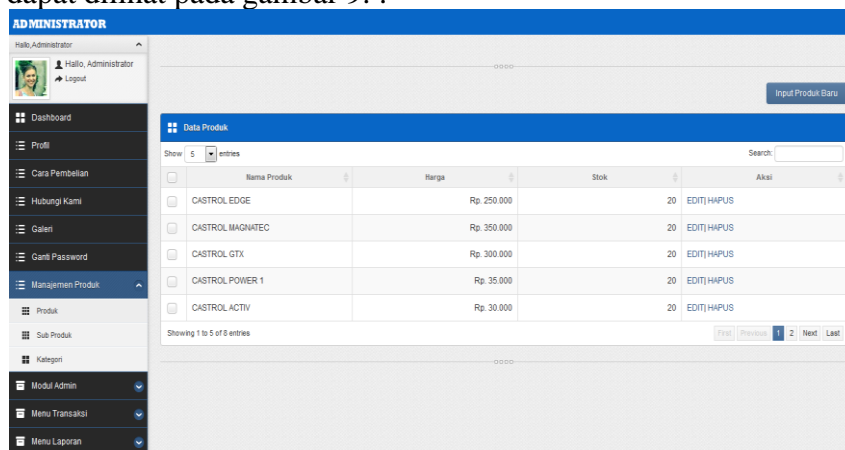 dapat dilihat pada gambar 9. .
ADMINISTRATOR
Hallo, Administrator
Hallo, Administrator
Logout
Input Produk Baru
Dashboard
Profil
Cara Pembelian
Hubungi Kami
Galeri
Ganti Password
Manajemen Produk
Produk
Sub Produk
Kategori
Modul Admin
Menu Transaksi
Menu Laporan
Data Produk
Show 5 entries Search:
Nama Produk Harga Stok Aksi
CASTROL EDGE Rp. 250.000 20 EDIT| HAPUS
CASTROL MAGNATEC Rp. 350.000 20 EDIT| HAPUS
CASTROL GTX Rp. 300.000 20 EDIT| HAPUS
CASTROL POWER 1 Rp. 35.000 20 EDIT| HAPUS
CASTROL ACTIV Rp. 30.000 20 EDIT| HAPUS
Showing 1 to 5 of 8 entries First Previous 1 2 Next Last